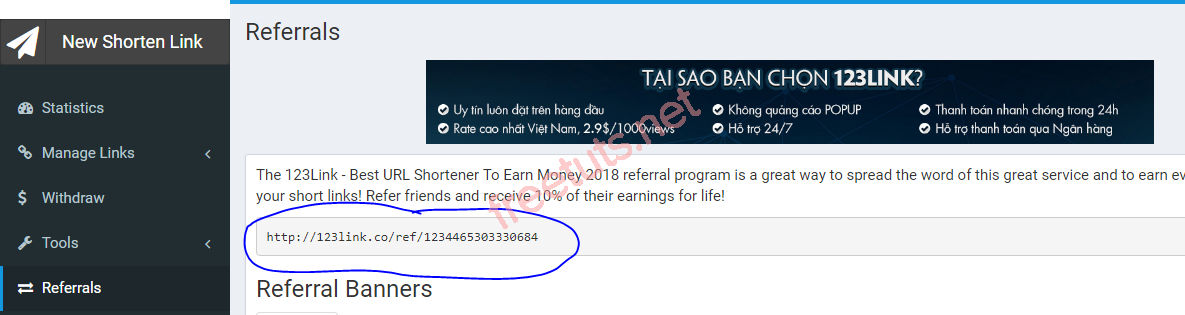 New Shorten Link
Statistics
Manage Links
Withdraw
Tools
Referrals
Referrals
TẠI SAO BẠN CHỌN 123LINK?
Uy tín luôn đặt trên hàng đầu
Không quảng cáo POPUP
Thanh toán nhanh chóng trong 24h
Rate cao nhất Việt Nam, 2.9$/1000views
Hỗ trợ 24/7
Hỗ trợ thanh toán qua Ngân hàng
The 123Link - Best URL Shortener To Earn Money 2018 referral program is a great way to spread the word of this great service and to earn ev
your short links! Refer friends and receive 10% of their earnings for life!
http://123link.co/ref/1234465303330684
Referral Banners
freetuts.net